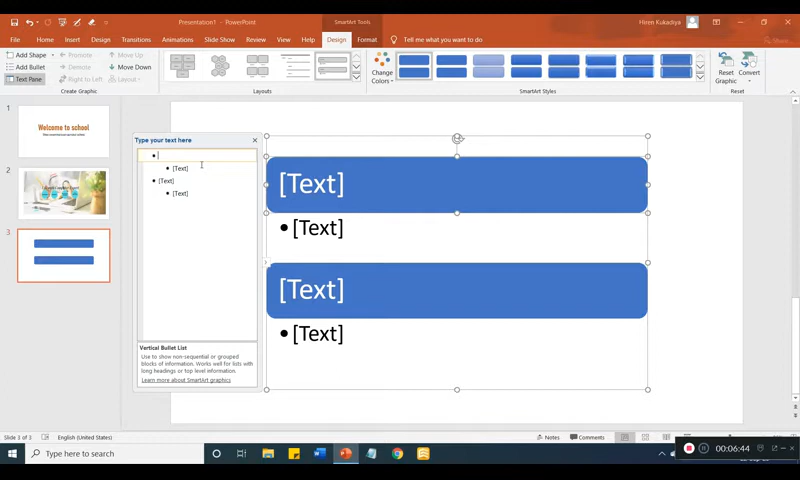 Presentation1 - PowerPoint
SmartArt Tools
Hiren Kukadiya
File
Home
Insert
Design
Transitions
Animations
Slide Show
Review
View
Help
Design
Format
Tell me what you want to do
Share
Add Shape
Promote
Move Up
Add Bullet
Demote
Move Down
Text Pane
Right to Left
Layout
Create Graphic
Layouts
Change
Colors
SmartArt Styles
Reset
Graphic
Convert
Reset
1
Welcome to school
2
3
Type your text here
[Text]
[Text]
[Text]
Vertical Bullet List
Use to show non-sequential or grouped
blocks of information. Works well for lists with
long headings or top level information.
Learn more about SmartArt graphics
[Text]
• [Text]
[Text]
• [Text]
Slide 3 of 3
English (United States)
Notes
Comments
Type here to search
00:06:44